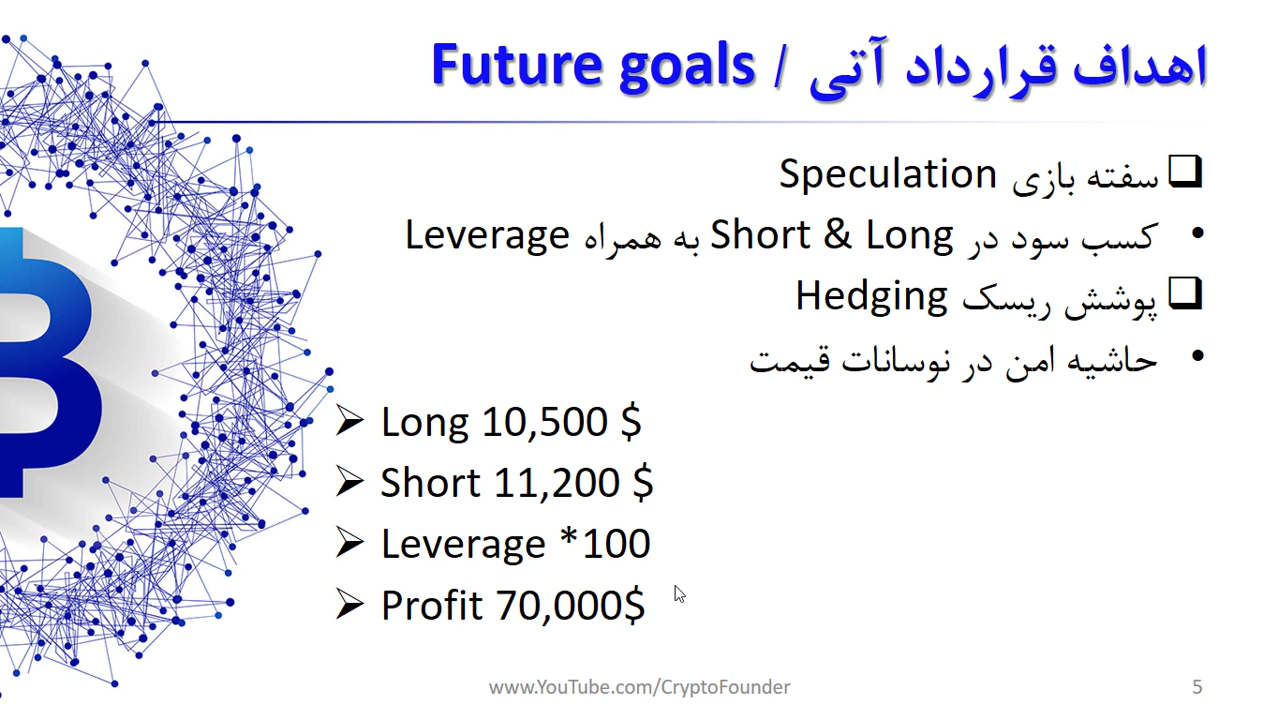 اهداف قرارداد آتی / Future goals
❑ سفته بازی Speculation
• کسب سود در Short & Long به همراه Leverage
❑ پوشش ریسک Hedging
• حاشیه امن در نوسانات قیمت
➢ Long 10,500 $
➢ Short 11,200 $
➢ Leverage *100
➢ Profit 70,000$
www.YouTube.com/CryptoFounder
5